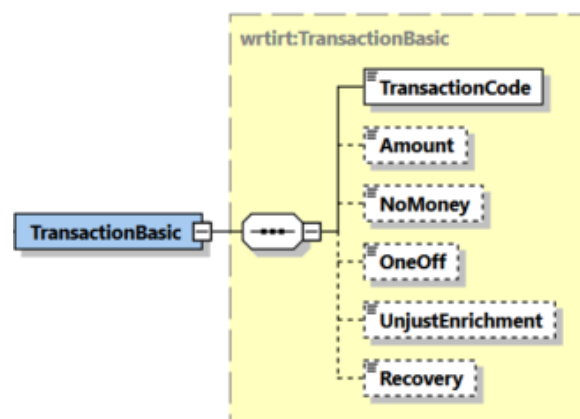 wrtirt:TransactionBasic
TransactionCode
Amount
NoMoney
TransactionBasic
OneOff
UnjustEnrichment
Recovery